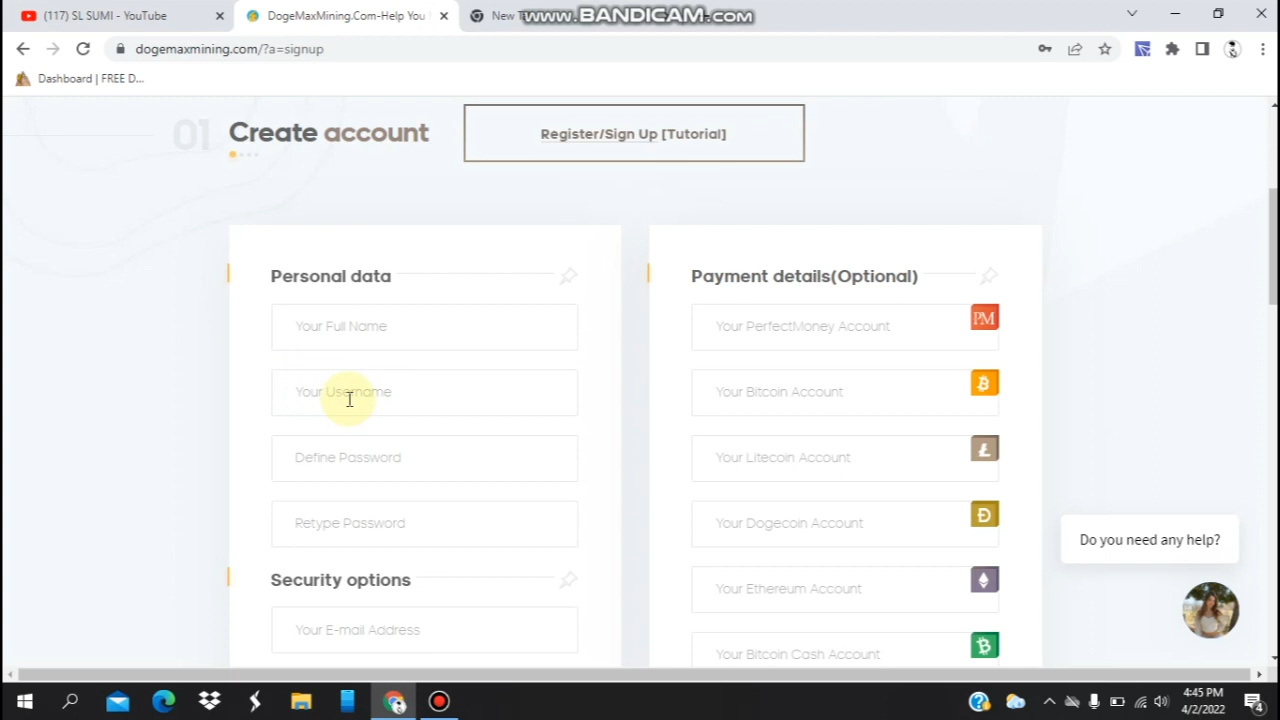 (117) SL SUMI - YouTube
DogeMaxMining.Com-Help You
New T
www.BANDICAM.com
dogemaxmining.com/?a=signup
Dashboard | FREE D...
01
Create account
Register/Sign Up [Tutorial]
Personal data
Your Full Name
Your Username
Define Password
Retype Password
Security options
Your E-mail Address
Payment details(Optional)
Your PerfectMoney Account
PM
Your Bitcoin Account
Your Litecoin Account
Your Dogecoin Account
Your Ethereum Account
Your Bitcoin Cash Account
Do you need any help?
4:45 PM
4/2/2022
4